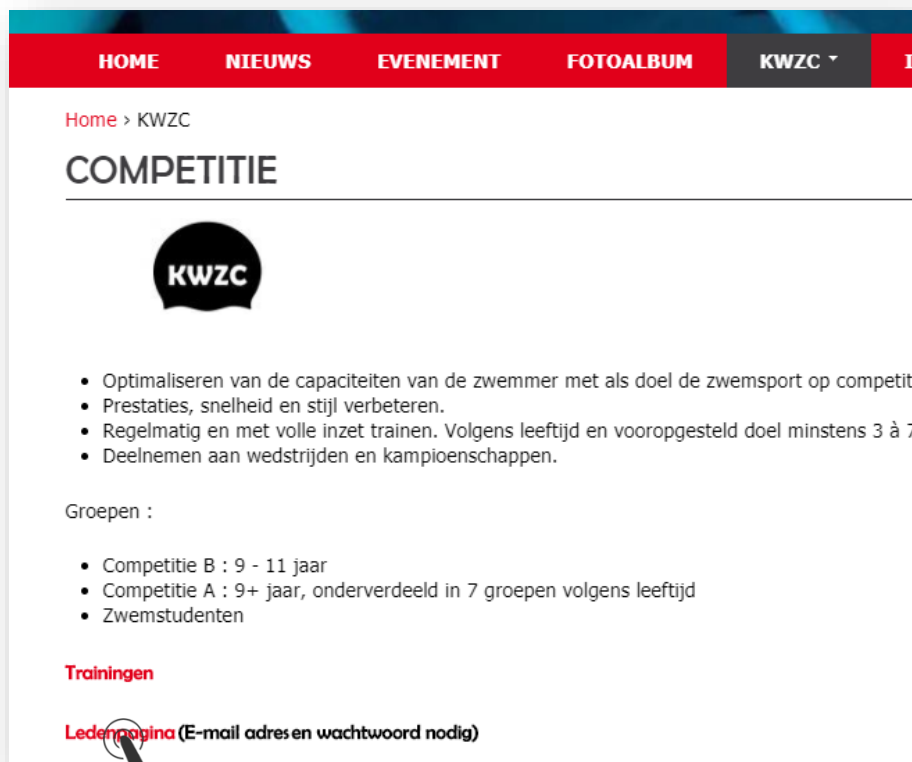 HOME NIEUWS EVENEMENT FOTOALBUM KWZC
Home › KWZC
COMPETITIE
KWZC
• Optimaliseren van de capaciteiten van de zwemmer met als doel de zwemsport op
• Prestaties, snelheid en stijl verbeteren.
• Regelmatig en met volle inzet trainen. Volgens leeftijd en vooropgesteld doel minstens 3 à 7
• Deelnemen aan wedstrijden en kampioenschappen.
Groepen :
• Competitie B : 9 - 11 jaar
• Competitie A : 9+ jaar, onderverdeeld in 7 groepen volgens leeftijd
• Zwemstudenten
Trainingen
Ledenpagina (E-mail adres en wachtwoord nodig)